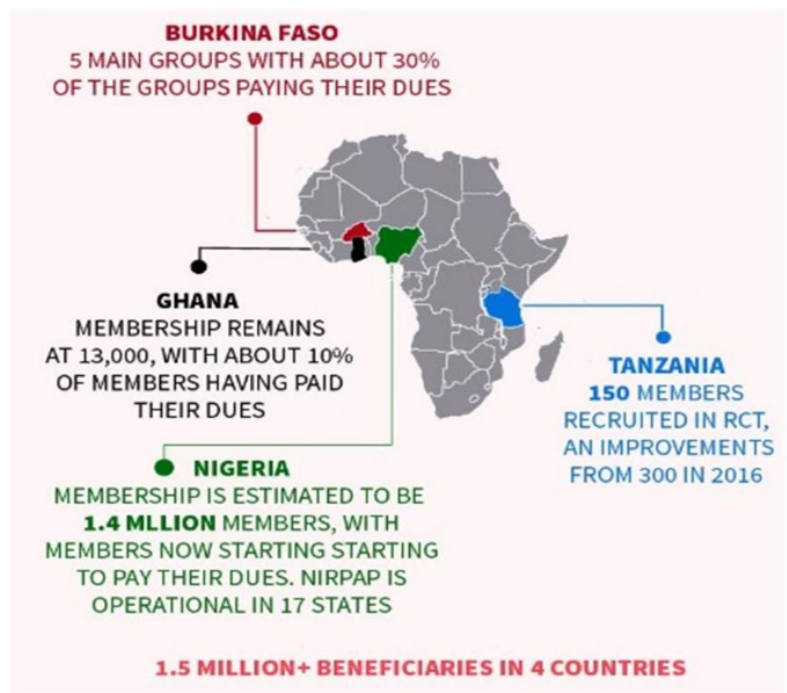 BURKINA FASO
5 MAIN GROUPS WITH ABOUT 30%
OF THE GROUPS PAYING THEIR DUES
GHANA
MEMBERSHIP REMAINS
AT 13,000, WITH ABOUT 10%
OF MEMBERS HAVING PAID
THEIR DUES
TANZANIA
150 MEMBERS
RECRUITED IN RCT,
AN IMPROVEMENTS
FROM 300 IN 2016
NIGERIA
MEMBERSHIP IS ESTIMATED TO BE
1.4 MLLION MEMBERS, WITH
MEMBERS NOW STARTING STARTING
TO PAY THEIR DUES. NIRPAP IS
OPERATIONAL IN 17 STATES
1.5 MILLION+ BENEFICIARIES IN 4 COUNTRIES